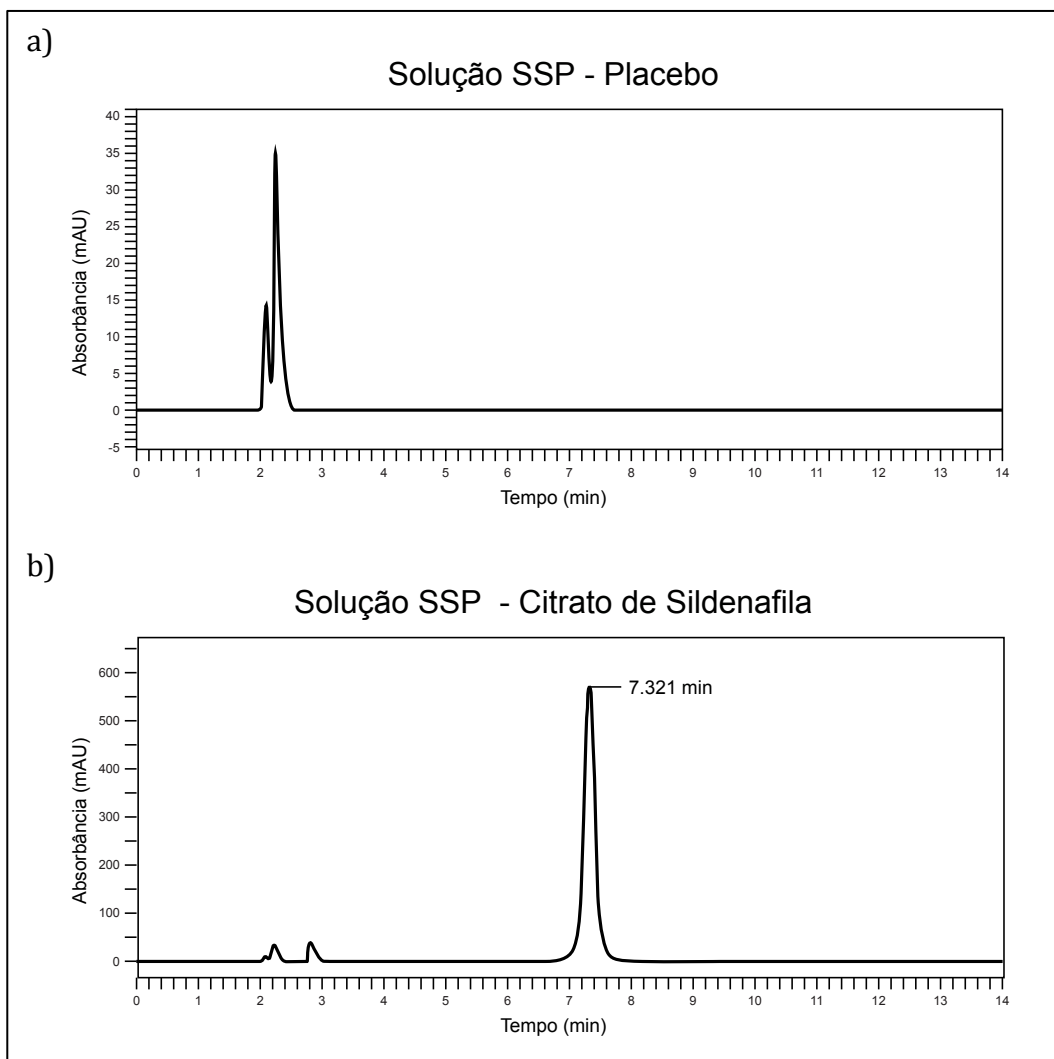 a)
Solução SSP - Placebo
Absorbância (mAU)
40
35
30
25
20
15
10
5
0
-5
0 1 2 3 4 5 6 7 8 9 10 11 12 13 14
Tempo (min)
b)
Solução SSP - Citrato de Sildenafila
Absorbância (mAU)
600
500
400
300
200
100
0
7.321 min
0 1 2 3 4 5 6 7 8 9 10 11 12 13 14
Tempo (min)